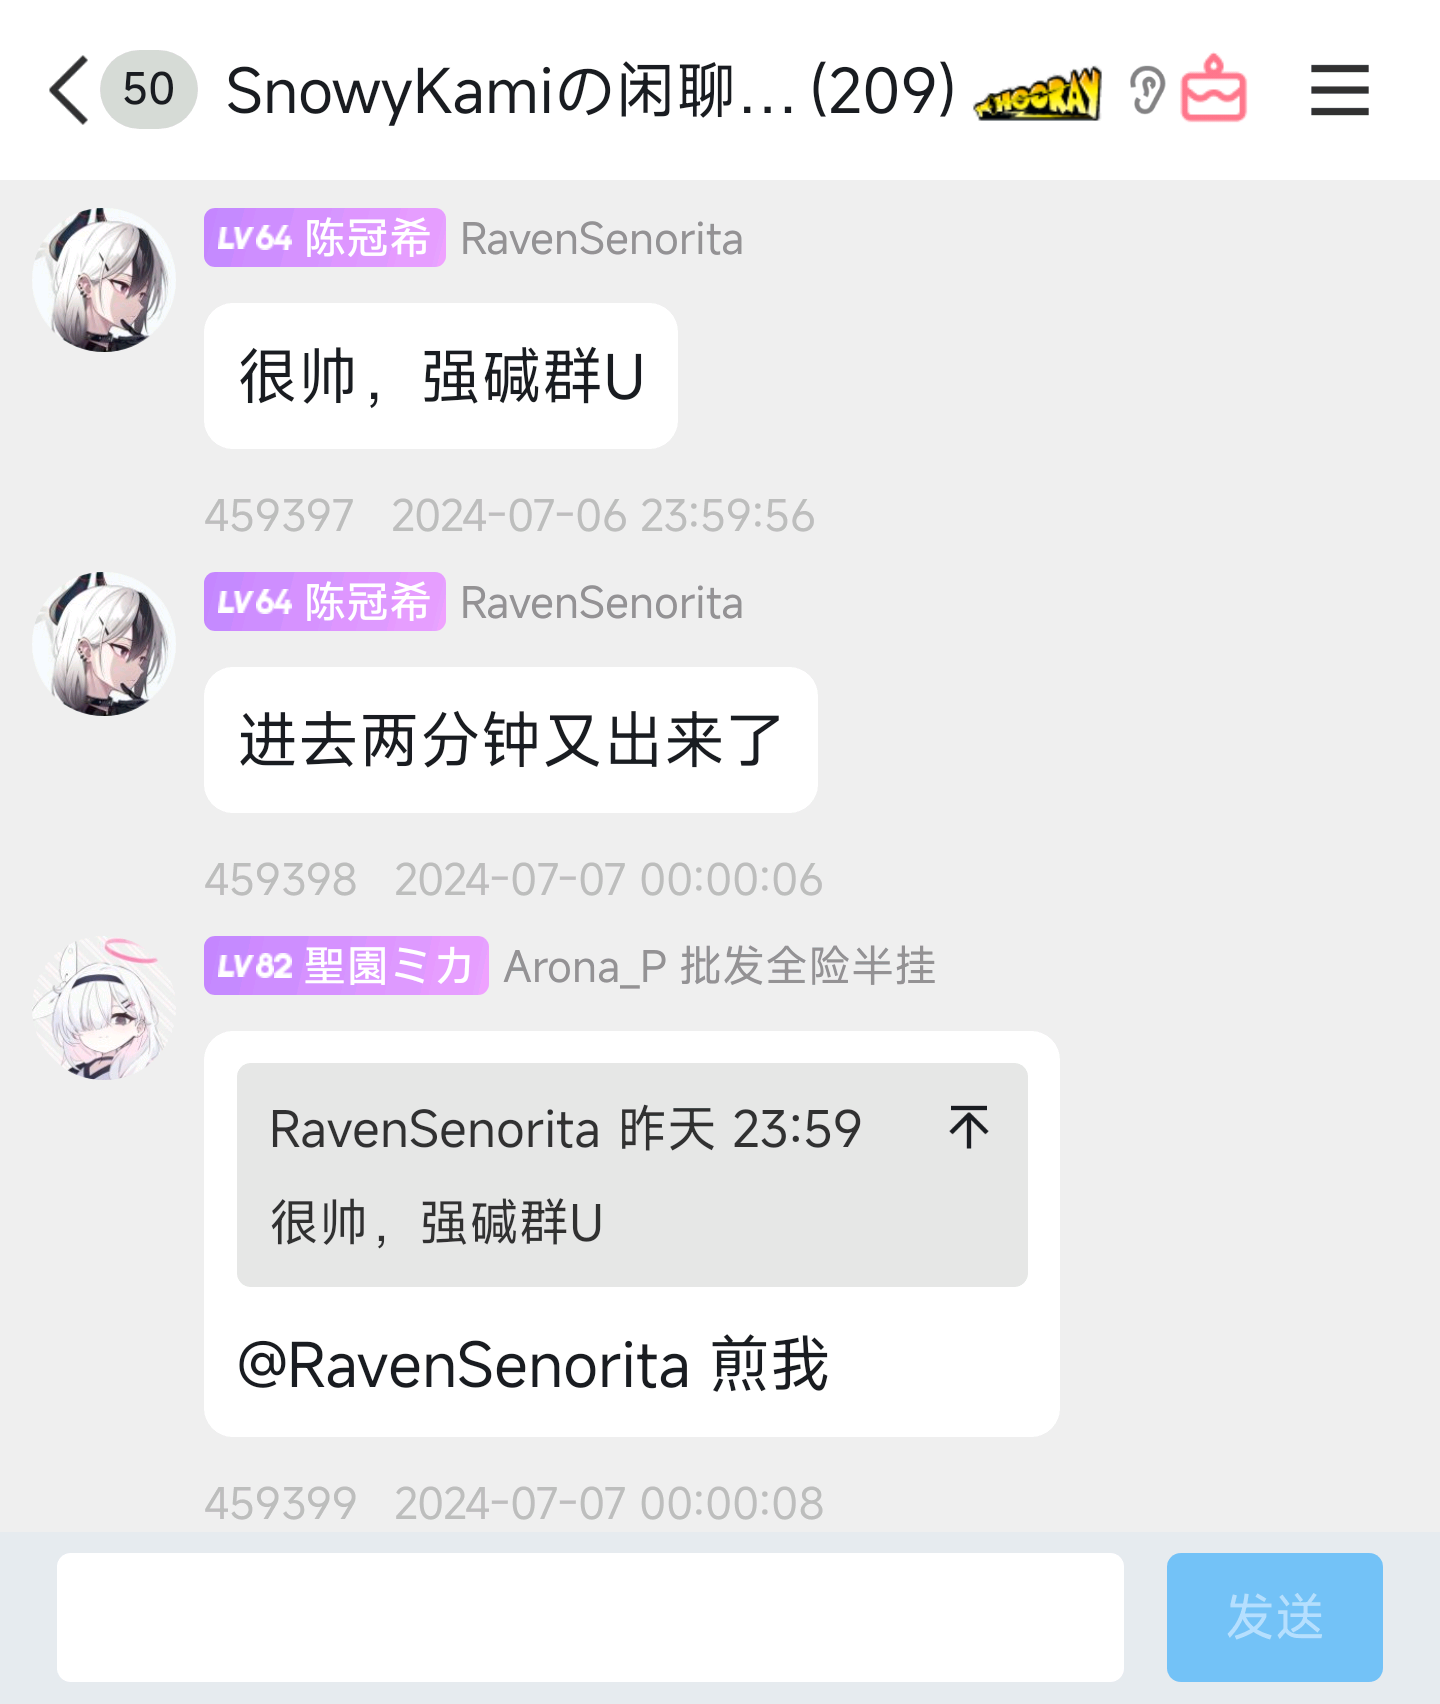 50 SnowyKamiの闲聊... (209) HOORAY
LV64 陈冠希 RavenSenorita
很帅，强碱群U
459397 2024-07-06 23:59:56
LV64 陈冠希 RavenSenorita
进去两分钟又出来了
459398 2024-07-07 00:00:06
LV82 聖園ミカ Arona_P 批发全险半挂
RavenSenorita 昨天 23:59
很帅，强碱群U
@RavenSenorita 煎我
459399 2024-07-07 00:00:08
发送